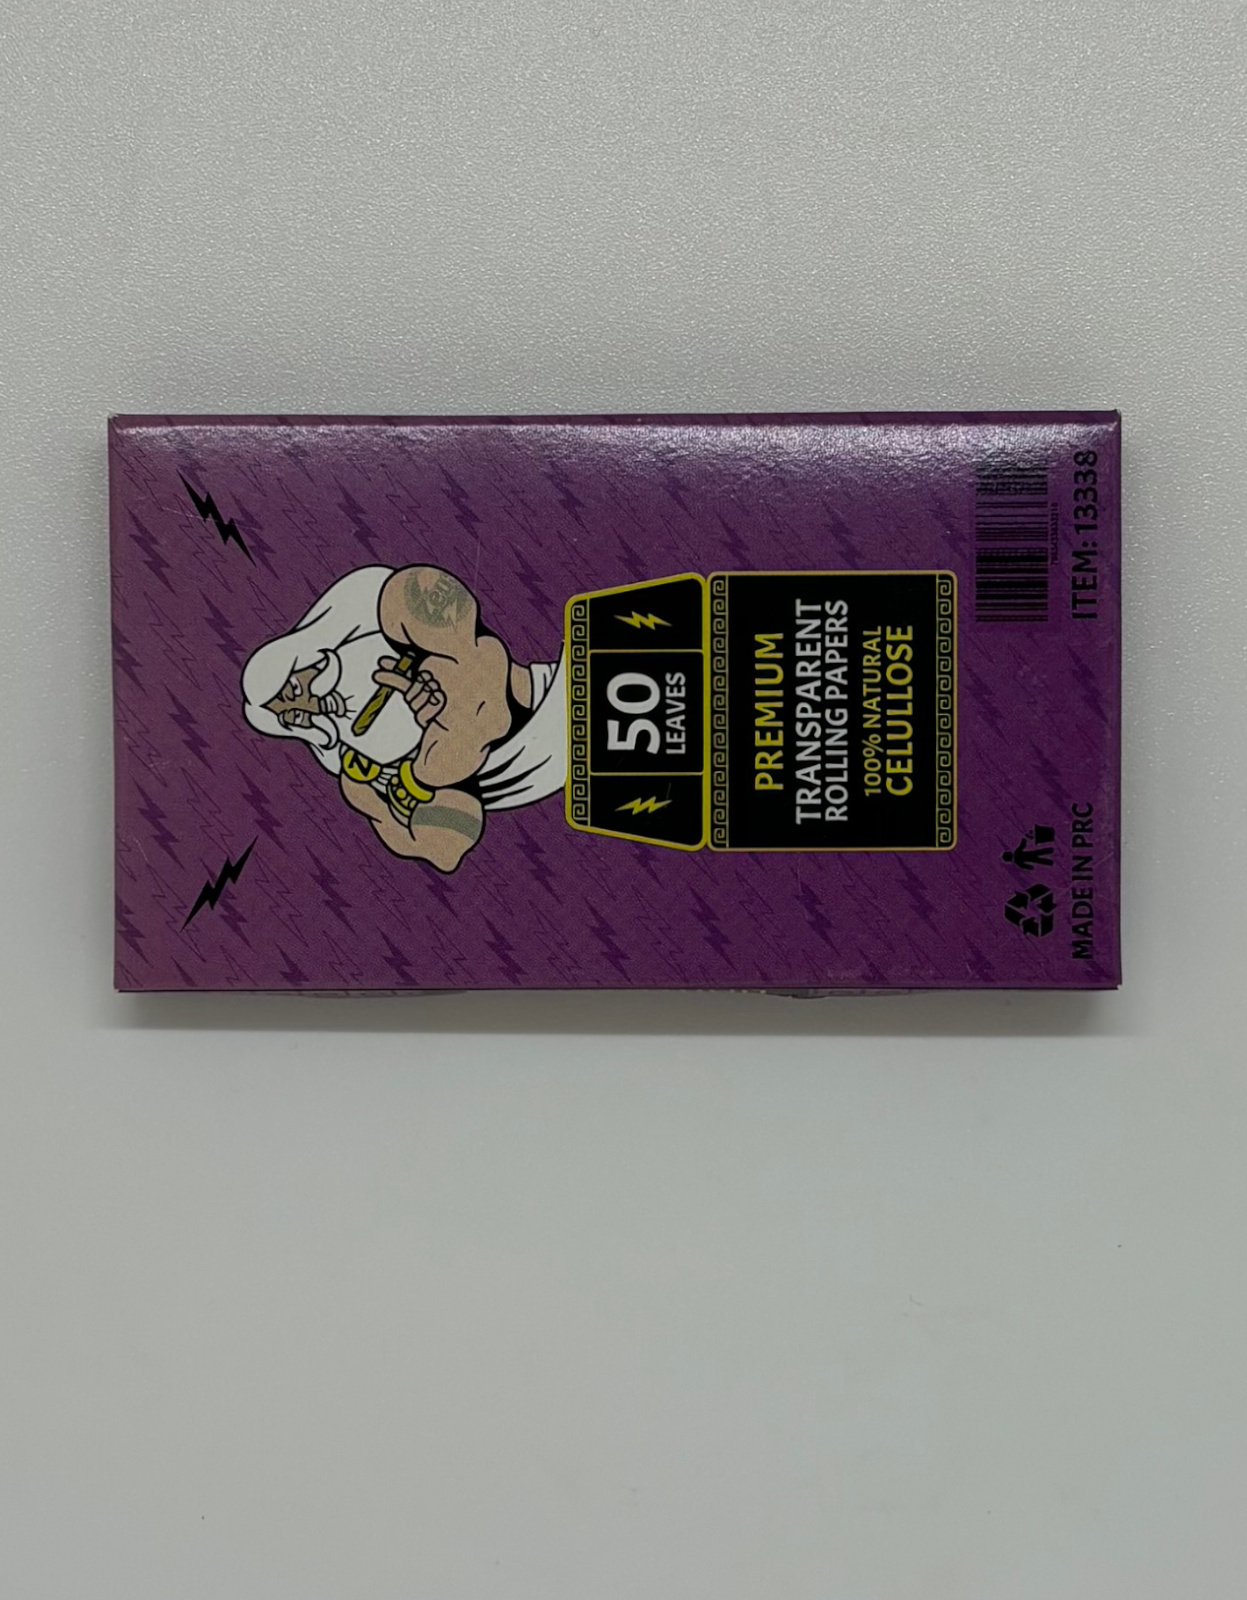 50
LEAVES
PREMIUM
TRANSPARENT
ROLLING PAPERS
100% NATURAL
CELULLOSE
MADE IN PRC
ITEM: 13338